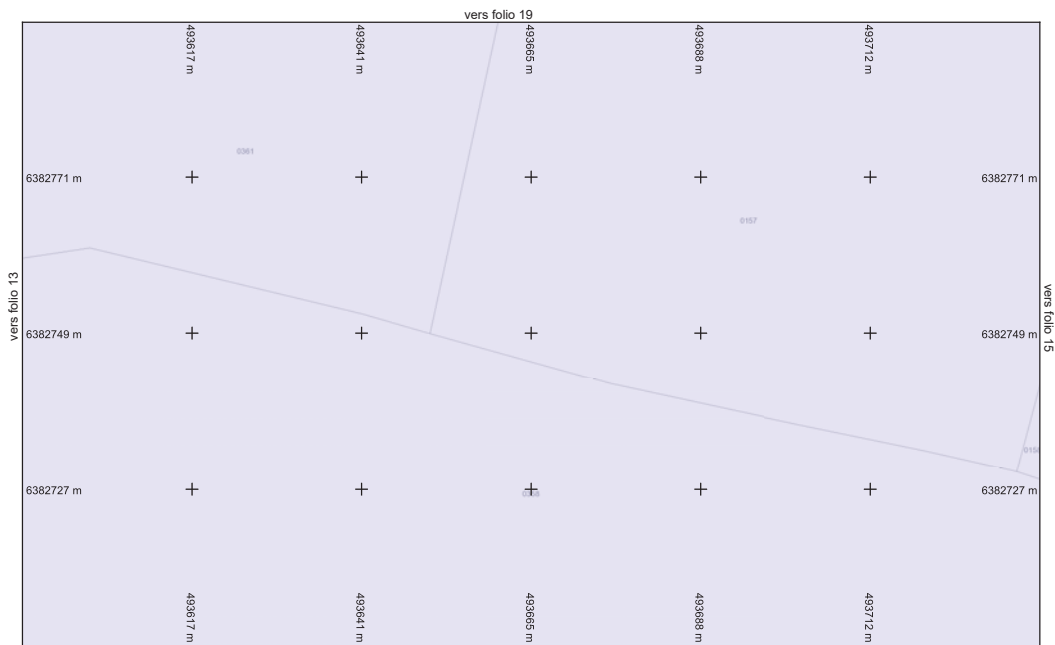 vers folio 19
493617 m
493641 m
493665 m
493688 m
493712 m
0361
6382771 m
6382771 m
0157
vers folio 13
vers folio 15
6382749 m
6382749 m
6382727 m
6382727 m
493617 m
493641 m
493665 m
493688 m
493712 m